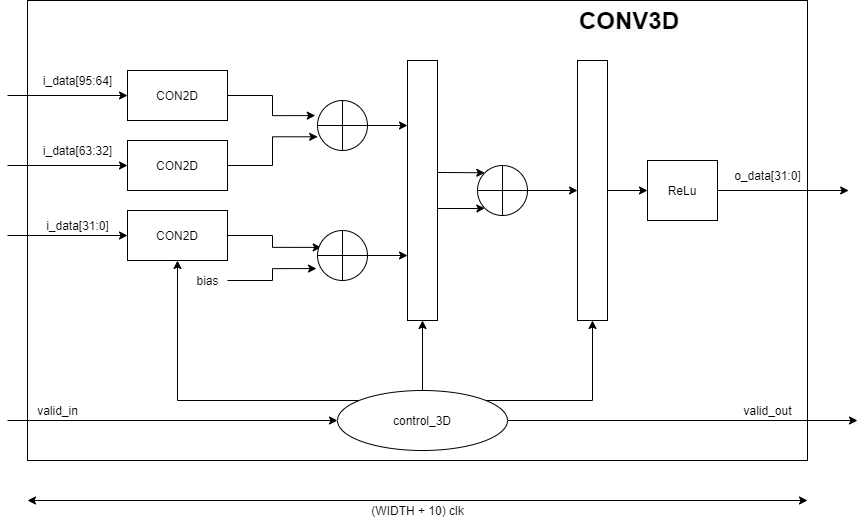 CONV3D
i_data[95:64]
CON2D
i_data[63:32]
CON2D
i_data[31:0]
CON2D
bias
ReLu
o_data[31:0]
valid_in
control_3D
valid_out
(WIDTH + 10) clk